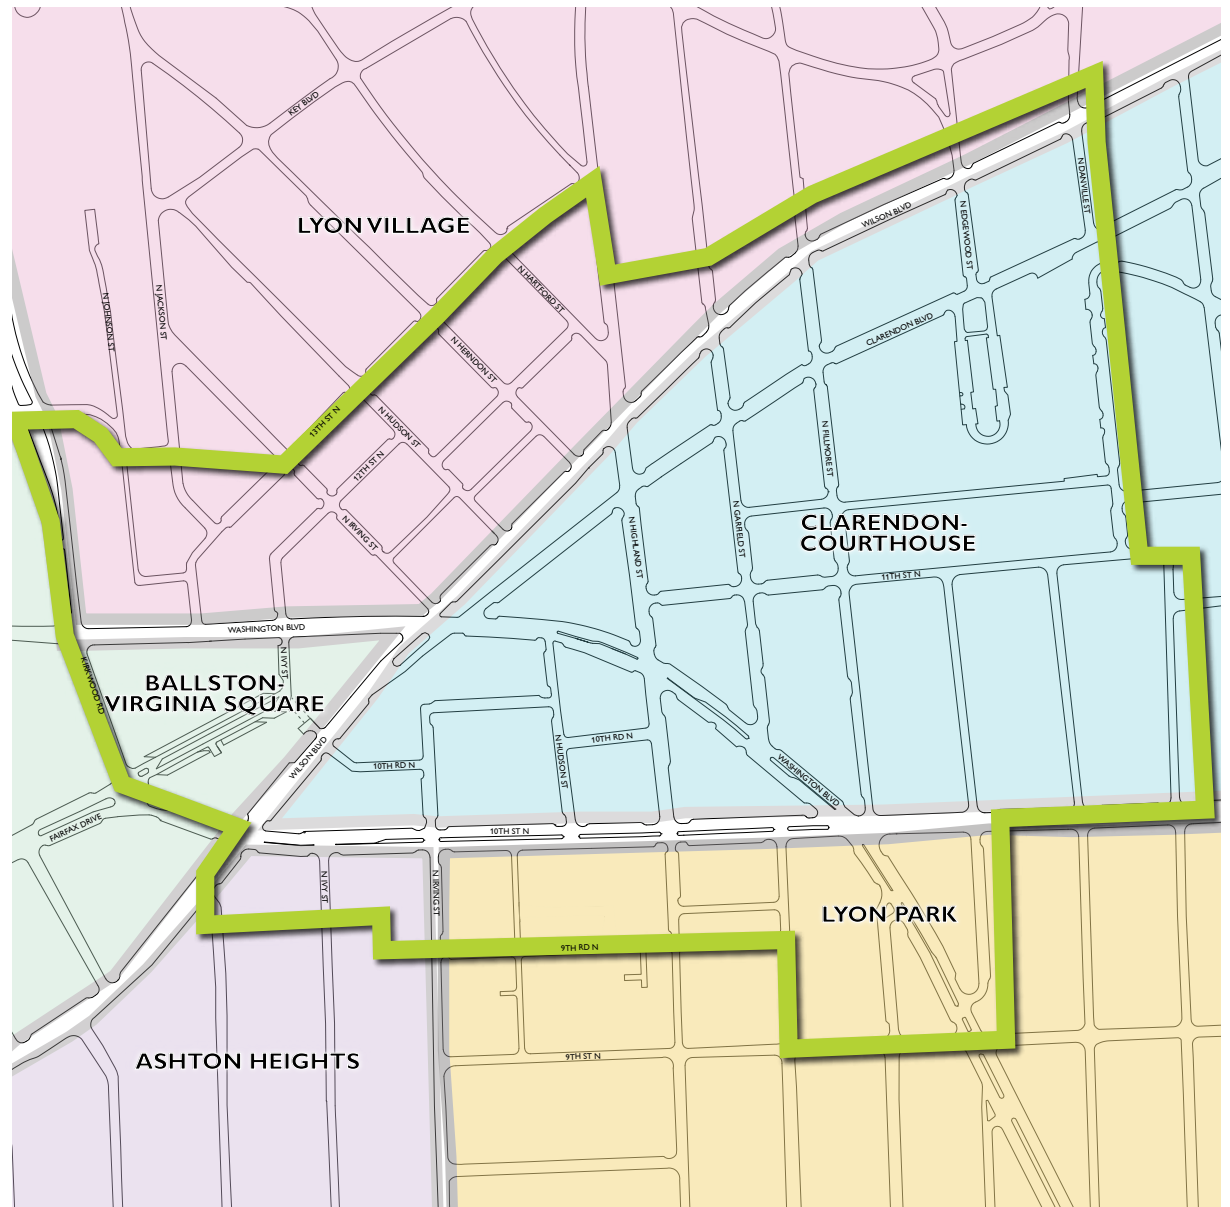 KEY BLVD
LYON VILLAGE
N DANVILLE ST
N EDGEWOOD ST
WILSON BLVD
N HARTFORD ST
N JOHNSON ST
N JACKSON ST
CLARENDON BLVD
N HERNDON ST
13TH ST N
N HUDSON ST
12TH ST N
N FILLMORE ST
N IRVING ST
N HIGHLAND ST
N GARFIELD ST
CLARENDON-
COURTHOUSE
11TH ST N
WASHINGTON BLVD
N IVY ST
KIRKWOOD RD
BALLSTON-
VIRGINIA SQUARE
WILSON BLVD
10TH RD N
N HUDSON ST
10TH RD N
WASHINGTON BLVD
FAIRFAX DRIVE
10TH ST N
N IVY ST
N IRVING ST
LYON PARK
9TH RD N
ASHTON HEIGHTS
9TH ST N